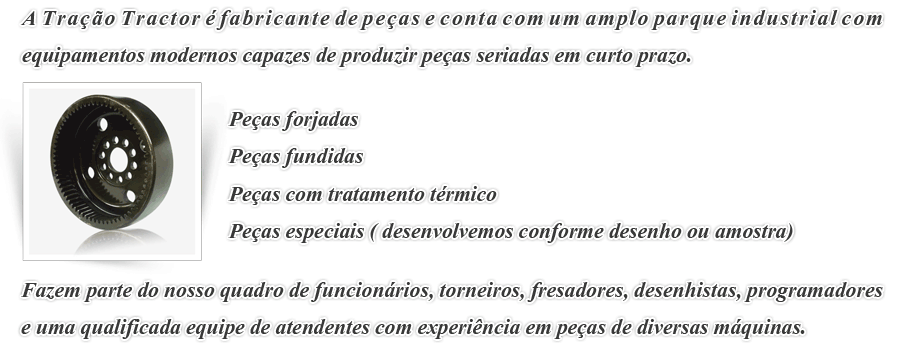 A Tração Tractor é fabricante de peças e conta com um amplo parque industrial com
equipamentos modernos capazes de produzir peças seriadas em curto prazo.
Peças forjadas
Peças fundidas
Peças com tratamento térmico
Peças especiais ( desenvolvemos conforme desenho ou amostra)
Fazem parte do nosso quadro de funcionários, torneiros, fresadores, desenhistas, programadores
e uma qualificada equipe de atendentes com experiência em peças de diversas máquinas.